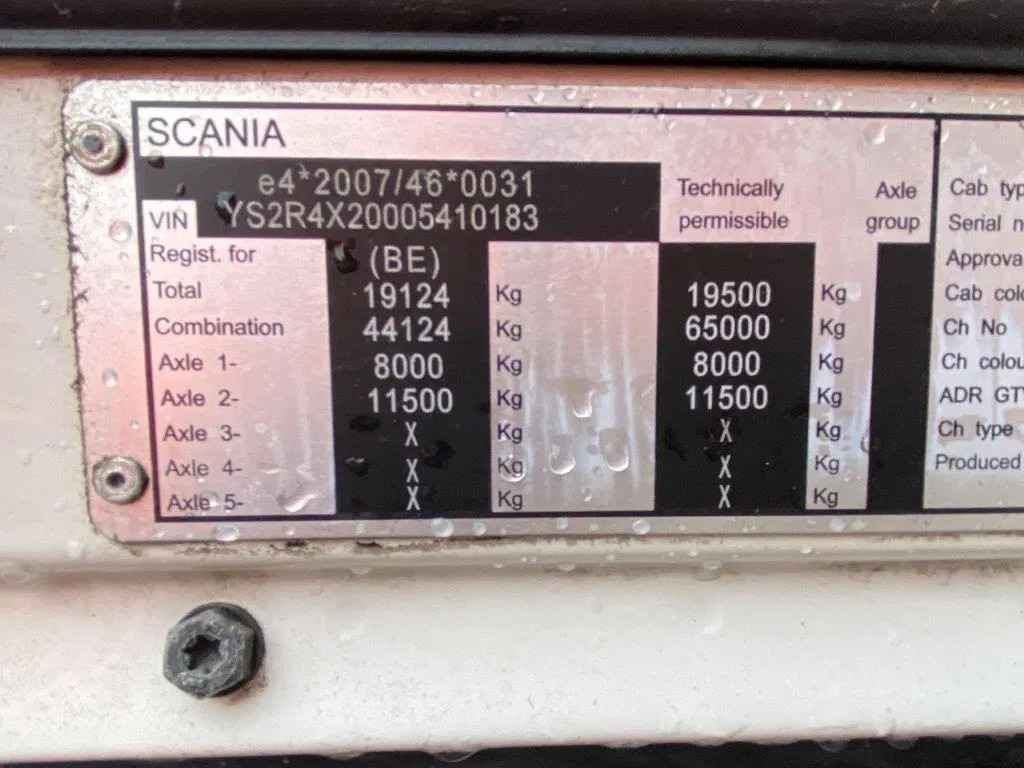 SCANIA
e4*2007/46*0031
VIN YS2R4X20005410183
Technically permissible
Axle group
Regist. for (BE)
Total 19124 Kg 19500 Kg
Combination 44124 Kg 65000 Kg
Axle 1- 8000 Kg 8000 Kg
Axle 2- 11500 Kg 11500 Kg
Axle 3- X Kg X Kg
Axle 4- X Kg X Kg
Axle 5- X Kg X Kg
Cab typ
Serial n
Approva
Cab colo
Ch No
Ch colou
ADR GT
Ch type
Produced